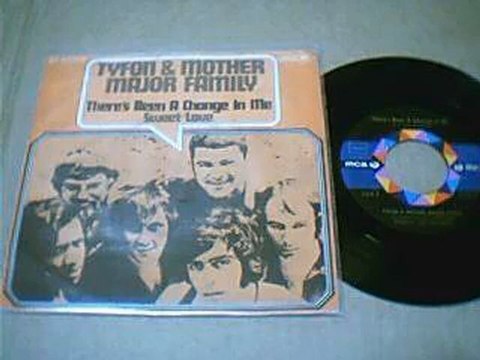 TYFON & MOTHER
MAJOR FAMILY
There's Been A Change In Me
Sweet Love
mca